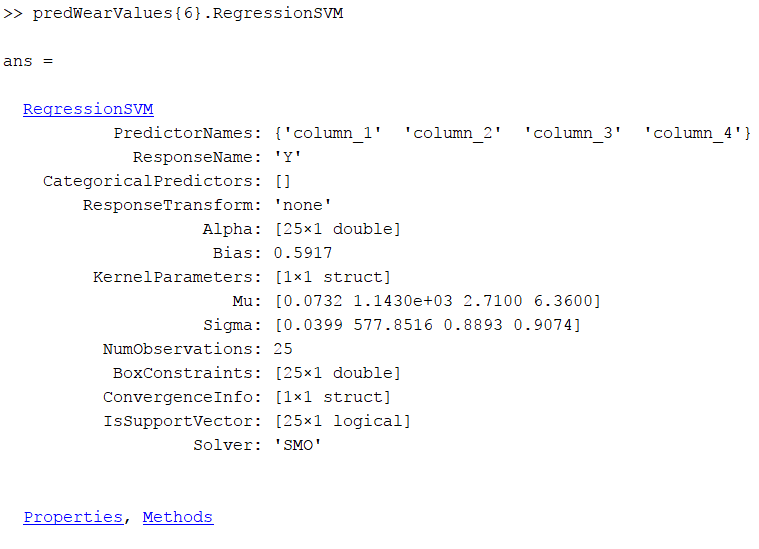 >> predWearValues{6}.RegressionSVM
ans =
RegressionSVM
PredictorNames: {'column_1'  'column_2'  'column_3'  'column_4'}
ResponseName: 'Y'
CategoricalPredictors: []
ResponseTransform: 'none'
Alpha: [25×1 double]
Bias: 0.5917
KernelParameters: [1×1 struct]
Mu: [0.0732 1.1430e+03 2.7100 6.3600]
Sigma: [0.0399 577.8516 0.8893 0.9074]
NumObservations: 25
BoxConstraints: [25×1 double]
ConvergenceInfo: [1×1 struct]
IsSupportVector: [25×1 logical]
Solver: 'SMO'
Properties, Methods